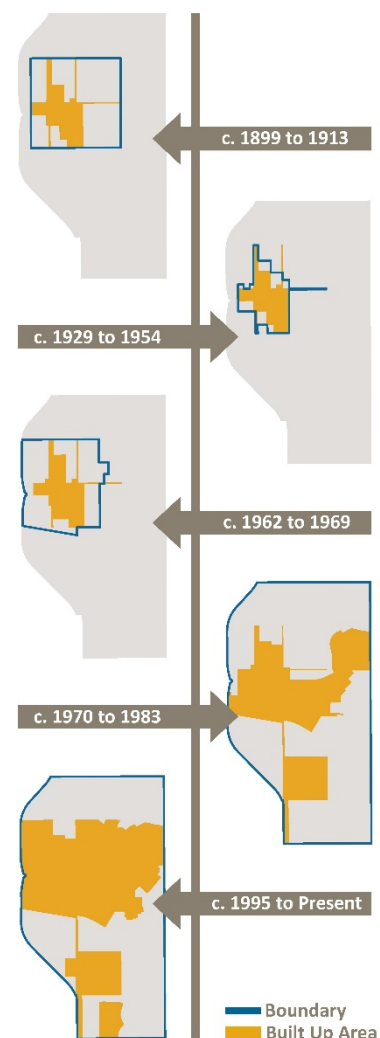 c. 1899 to 1913
c. 1929 to 1954
c. 1962 to 1969
c. 1970 to 1983
c. 1995 to Present
Boundary
Built Up Area